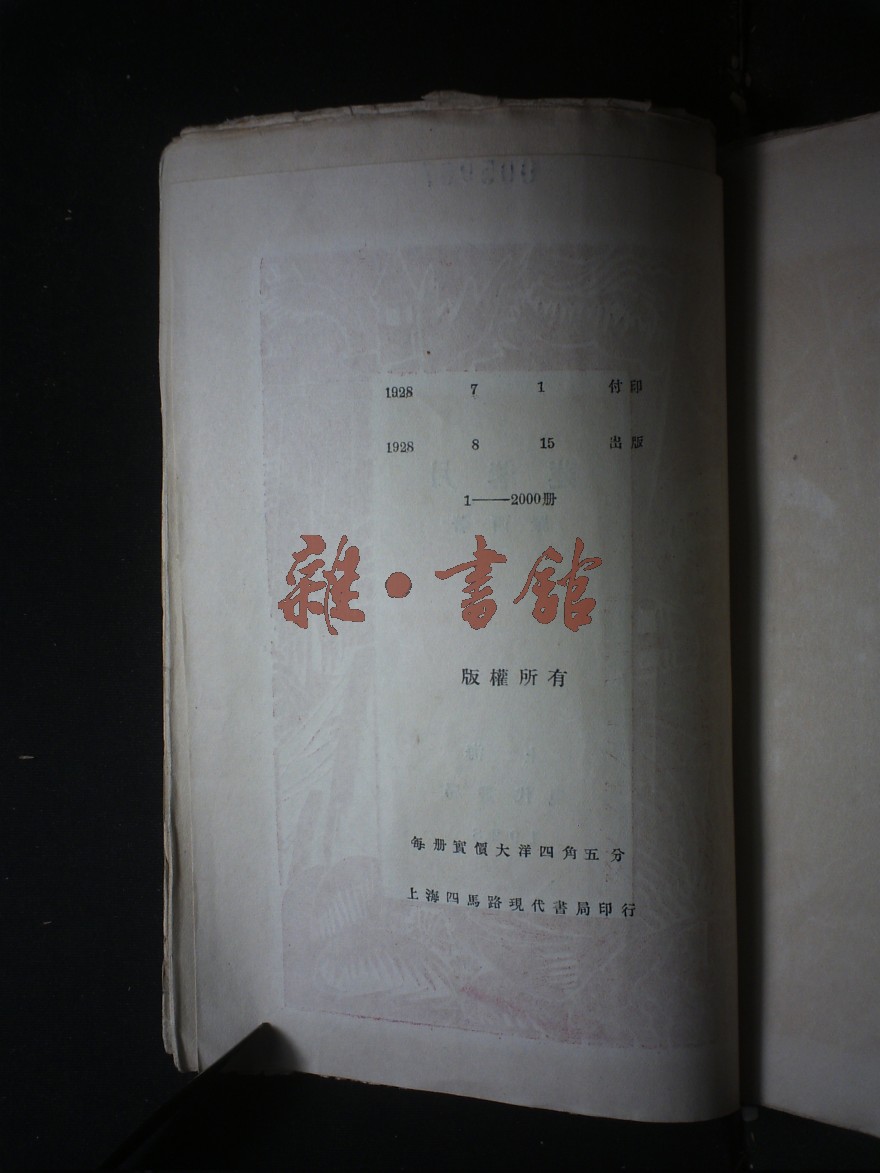 1928 7 1 付印
1928 8 15 出版
1——2000册
雜·書舘
版權所有
每册實價大洋四角五分
上海四馬路現代書局印行